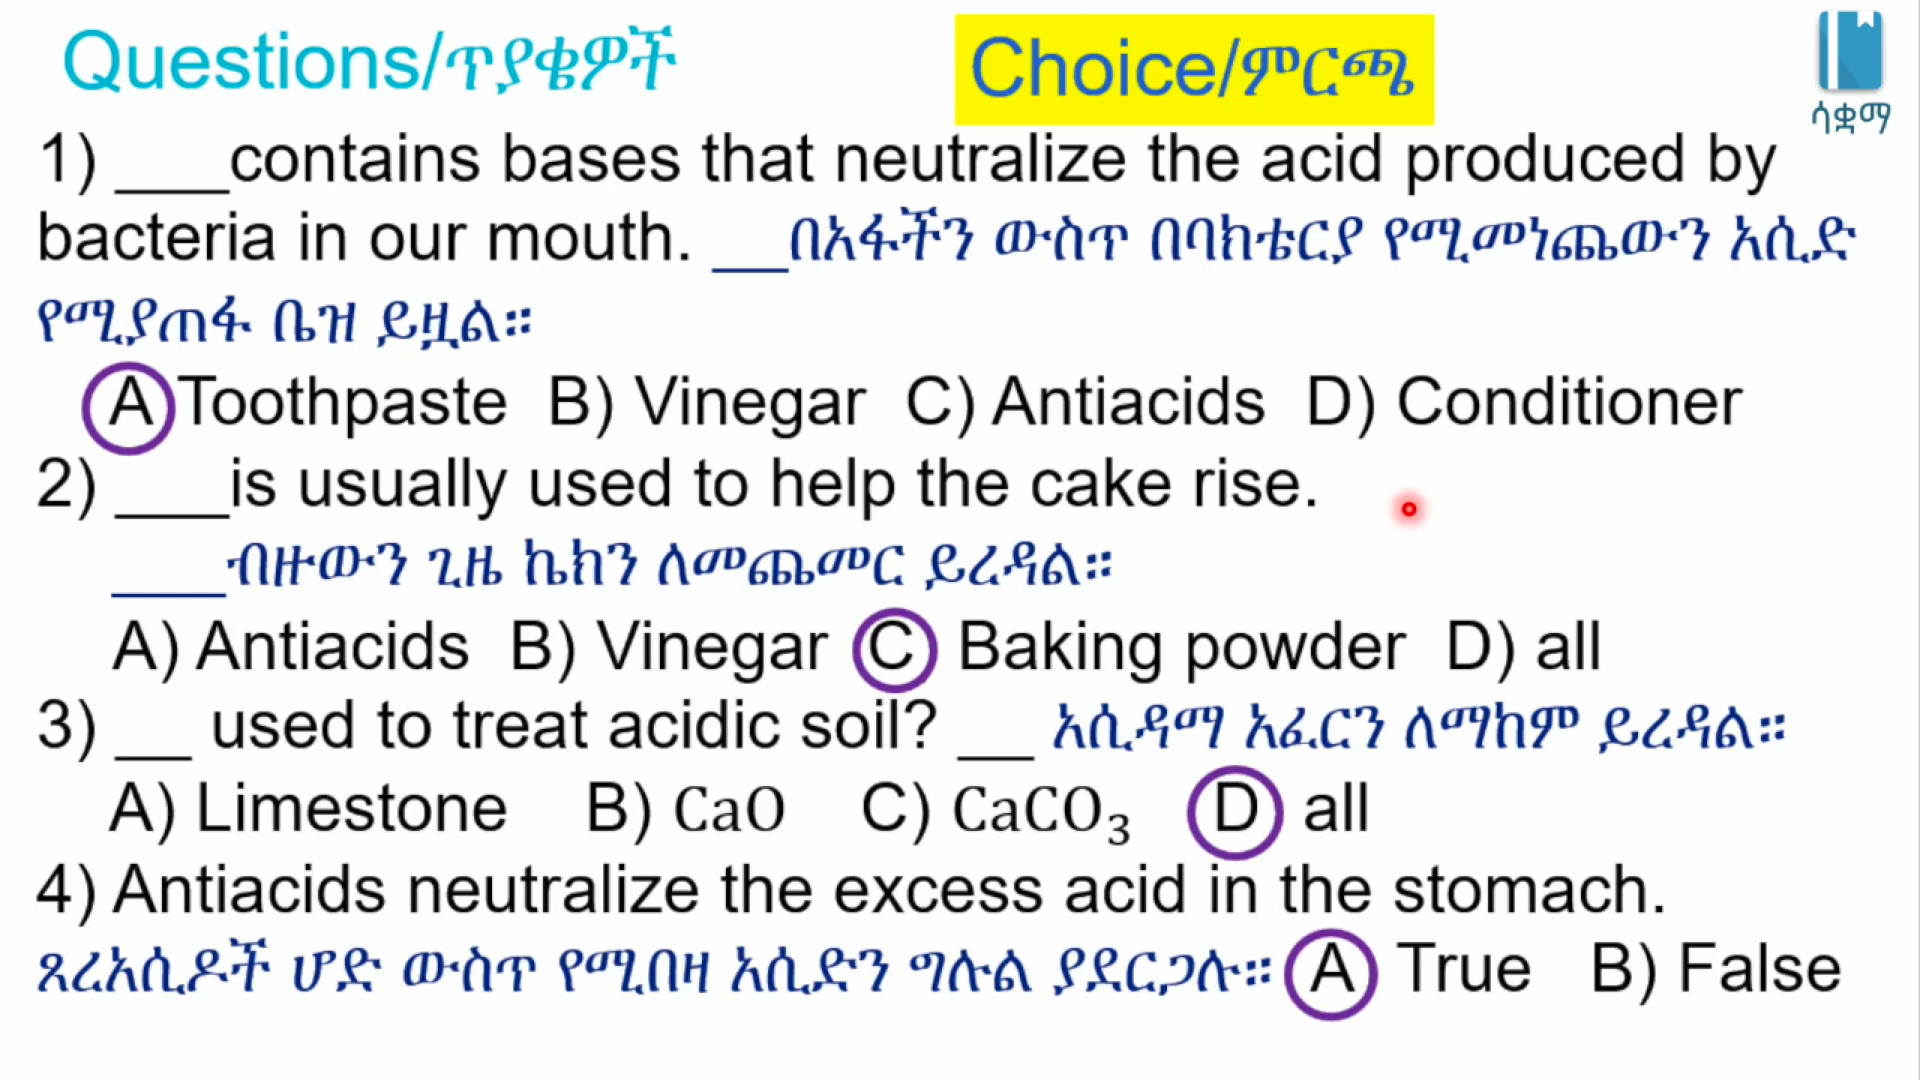 Questions/ጥያቄዎች
Choice/ምርጫ
ሳቋማ
1) ___contains bases that neutralize the acid produced by
bacteria in our mouth. __በአፋችን ውስጥ በባክቴርያ የሚመነጨውን አሲድ
የሚያጠፋ ቤዝ ይዟል።
A Toothpaste B) Vinegar C) Antiacids D) Conditioner
2) ___is usually used to help the cake rise.
___ብዙውን ጊዜ ኬክን ለመጨመር ይረዳል።
A) Antiacids B) Vinegar C Baking powder D) all
3) __ used to treat acidic soil? __ አሲዳማ አፈርን ለማከም ይረዳል።
A) Limestone B) CaO C) CaCO₃ D) all
4) Antiacids neutralize the excess acid in the stomach.
ጸረአሲዶች ሆድ ውስጥ የሚበዛ አሲድን ግሉል ያደርጋሉ። A True B) False